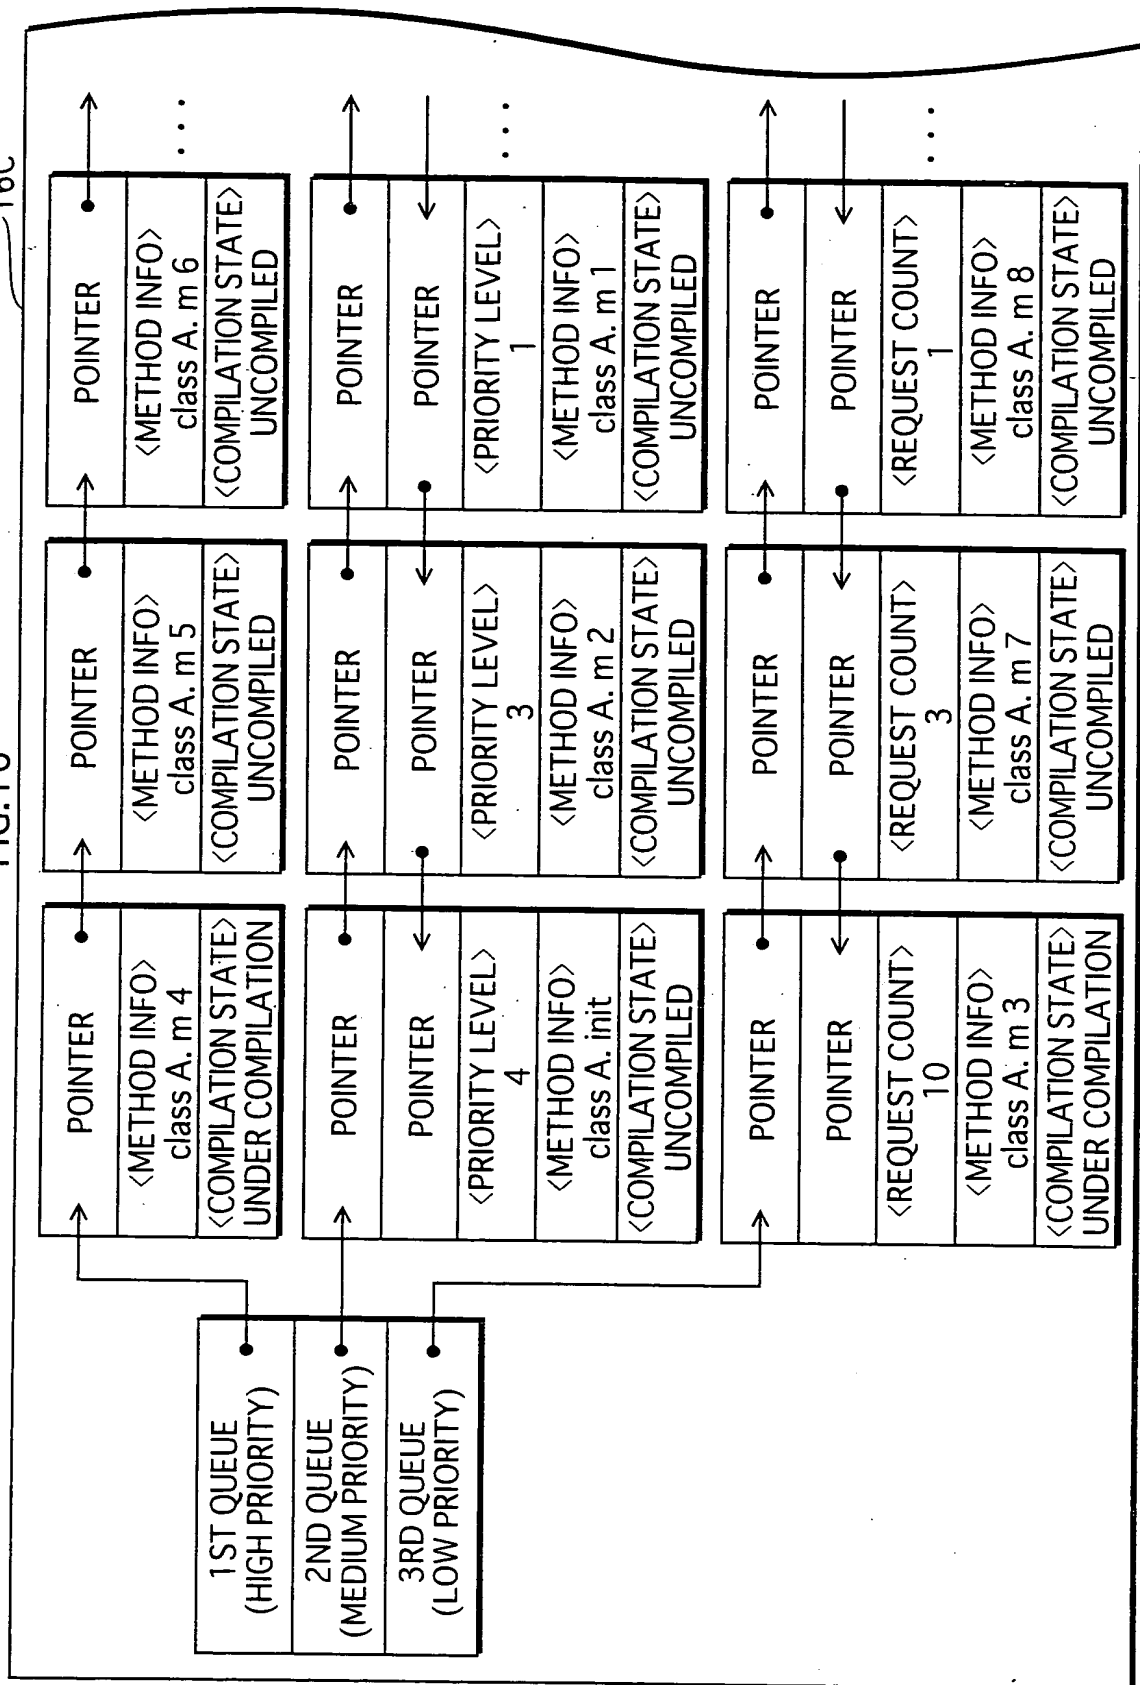 FIG.10
16C
1ST QUEUE
(HIGH PRIORITY)
2ND QUEUE
(MEDIUM PRIORITY)
3RD QUEUE
(LOW PRIORITY)
POINTER
<METHOD INFO>
class A. m 4
<COMPILATION STATE>
UNDER COMPILATION
POINTER
<METHOD INFO>
class A. m 5
<COMPILATION STATE>
UNCOMPILED
POINTER
<METHOD INFO>
class A. m 6
<COMPILATION STATE>
UNCOMPILED
...
POINTER
POINTER
<PRIORITY LEVEL>
4
<METHOD INFO>
class A. init
<COMPILATION STATE>
UNCOMPILED
POINTER
POINTER
<PRIORITY LEVEL>
3
<METHOD INFO>
class A. m 2
<COMPILATION STATE>
UNCOMPILED
POINTER
POINTER
<PRIORITY LEVEL>
1
<METHOD INFO>
class A. m 1
<COMPILATION STATE>
UNCOMPILED
...
POINTER
POINTER
<REQUEST COUNT>
10
<METHOD INFO>
class A. m 3
<COMPILATION STATE>
UNDER COMPILATION
POINTER
POINTER
<REQUEST COUNT>
3
<METHOD INFO>
class A. m 7
<COMPILATION STATE>
UNCOMPILED
POINTER
POINTER
<REQUEST COUNT>
1
<METHOD INFO>
class A. m 8
<COMPILATION STATE>
UNCOMPILED
...